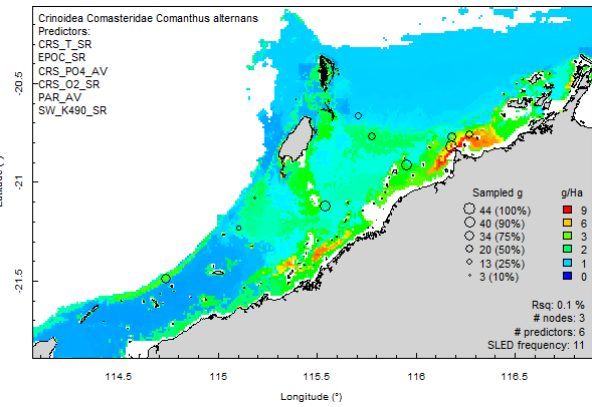 Crinoidea Comasteridae Comanthus alternans
Predictors:
CRS_T_SR
EPOC_SR
CRS_PO4_AV
CRS_O2_SR
PAR_AV
SW_K490_SR
20.5
21
21.5
Latitude (°)
Sampled g
g/Ha
44 (100%)
9
40 (90%)
6
34 (75%)
3
20 (50%)
2
13 (25%)
1
3 (10%)
0
Rsq: 0.1 %
# nodes: 3
# predictors: 6
SLED frequency: 11
114.5
115
115.5
116
116.5
Longitude (°)